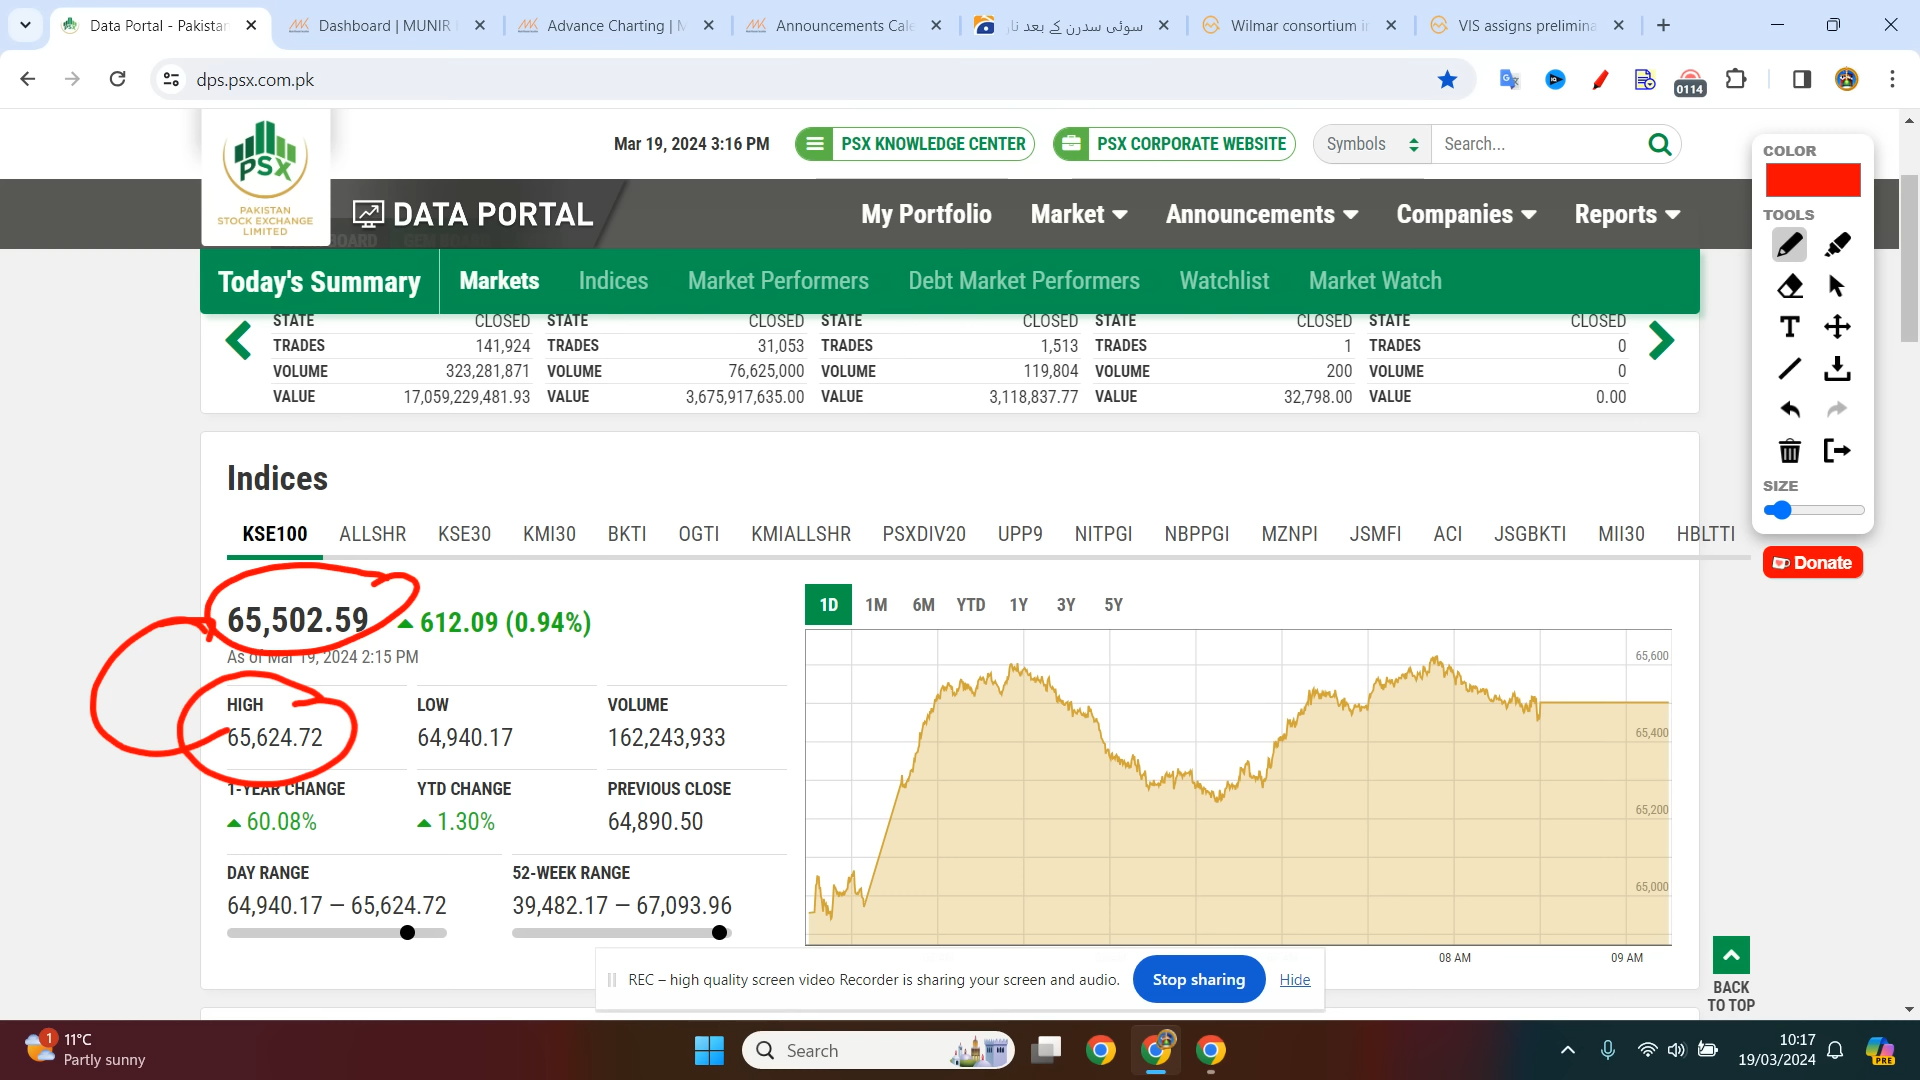 Data Portal - Pakistan
Dashboard | MUNIR
Advance Charting | M
Announcements Cale
سوئی سدرن کے بعد نار
Wilmar consortium in
VIS assigns prelimina
dps.psx.com.pk
0114
PSX
PAKISTAN
STOCK EXCHANGE
LIMITED
Mar 19, 2024 3:16 PM
PSX KNOWLEDGE CENTER
PSX CORPORATE WEBSITE
Symbols
Search...
DATA PORTAL
My Portfolio
Market
Announcements
Companies
Reports
Today's Summary
Markets
Indices
Market Performers
Debt Market Performers
Watchlist
Market Watch
STATE CLOSED STATE CLOSED STATE CLOSED STATE CLOSED STATE CLOSED
TRADES 141,924 TRADES 31,053 TRADES 1,513 TRADES 1 TRADES 0
VOLUME 323,281,871 VOLUME 76,625,000 VOLUME 119,804 VOLUME 200 VOLUME 0
VALUE 17,059,229,481.93 VALUE 3,675,917,635.00 VALUE 3,118,837.77 VALUE 32,798.00 VALUE 0.00
Indices
KSE100 ALLSHR KSE30 KMI30 BKTI OGTI KMIALLSHR PSXDIV20 UPP9 NITPGI NBPPGI MZNPI JSMFI ACI JSGBKTI MII30 HBLTTI
65,502.59 612.09 (0.94%)
As of Mar 19, 2024 2:15 PM
HIGH LOW VOLUME
65,624.72 64,940.17 162,243,933
1-YEAR CHANGE YTD CHANGE PREVIOUS CLOSE
60.08% 1.30% 64,890.50
DAY RANGE 52-WEEK RANGE
64,940.17 – 65,624.72 39,482.17 – 67,093.96
1D 1M 6M YTD 1Y 3Y 5Y
65,600
65,400
65,200
65,000
08 AM 09 AM
COLOR
TOOLS
T
SIZE
Donate
BACK
TO TOP
REC – high quality screen video Recorder is sharing your screen and audio.
Stop sharing
Hide
1
11°C
Partly sunny
Search
10:17
19/03/2024
PRE